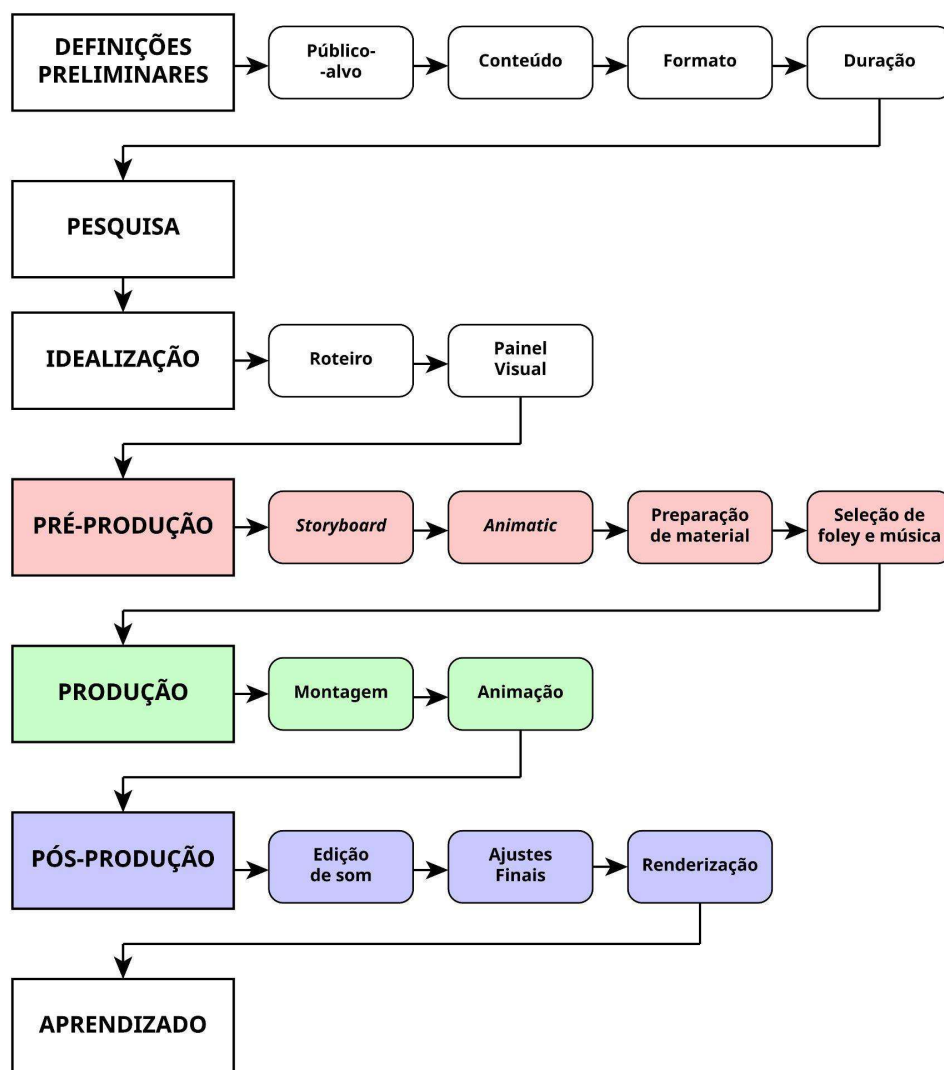 DEFINIÇÕES
PRELIMINARES
Público-
-alvo
Conteúdo
Formato
Duração
PESQUISA
IDEALIZAÇÃO
Roteiro
Painel
Visual
PRÉ-PRODUÇÃO
Storyboard
Animatic
Preparação
de material
Seleção de
foley e música
PRODUÇÃO
Montagem
Animação
PÓS-PRODUÇÃO
Edição
de som
Ajustes
Finais
Renderização
APRENDIZADO